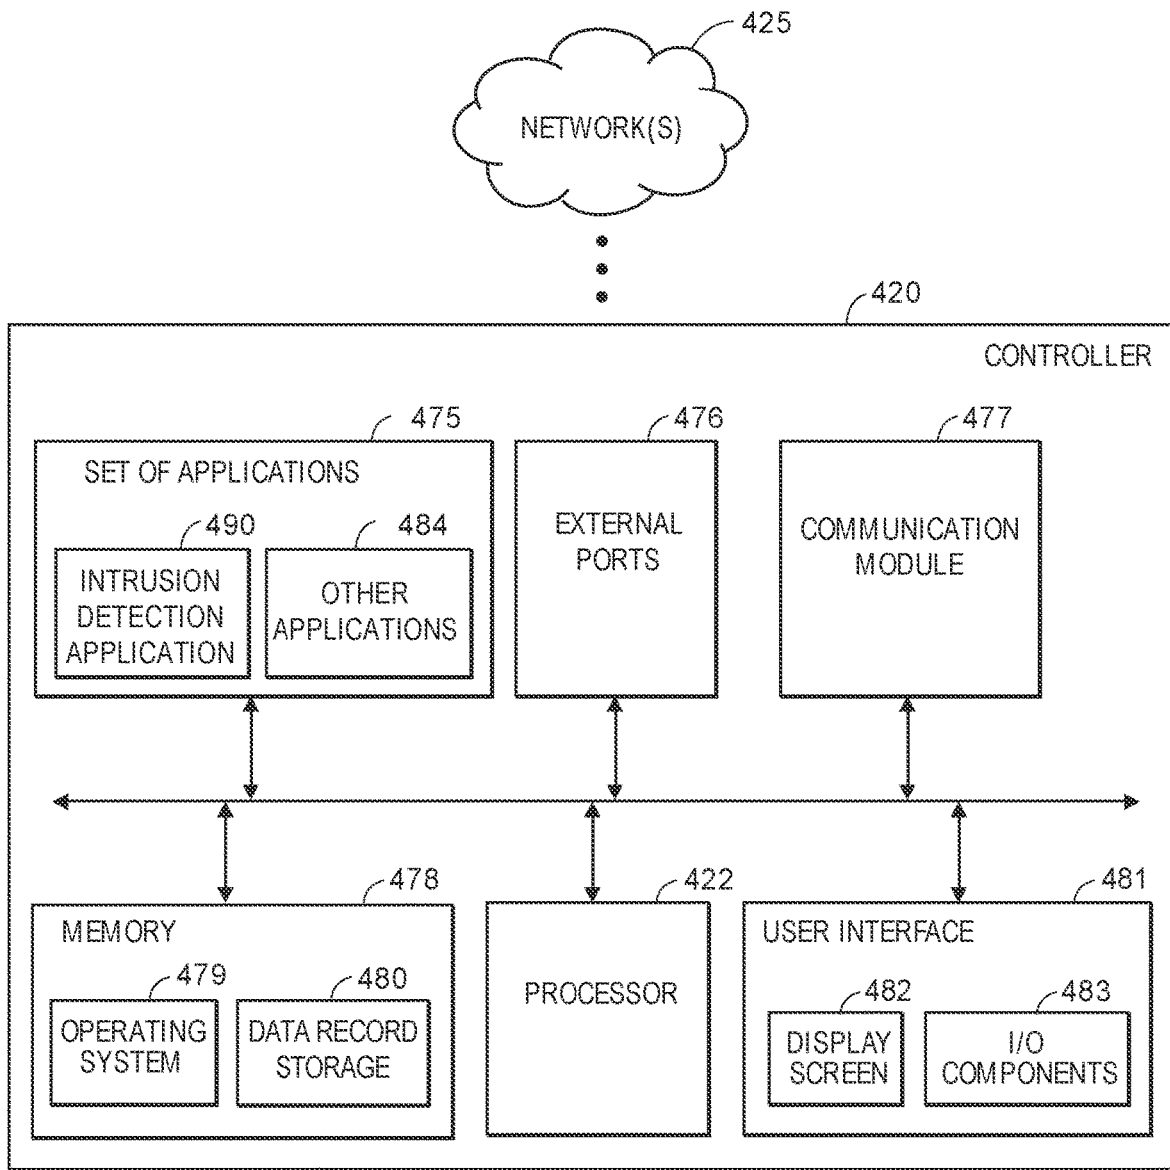 425
NETWORK(S)
420
CONTROLLER
475
SET OF APPLICATIONS
490
INTRUSION
DETECTION
APPLICATION
484
OTHER
APPLICATIONS
476
EXTERNAL
PORTS
477
COMMUNICATION
MODULE
478
MEMORY
479
OPERATING
SYSTEM
480
DATA RECORD
STORAGE
422
PROCESSOR
481
USER INTERFACE
482
DISPLAY
SCREEN
483
I/O
COMPONENTS